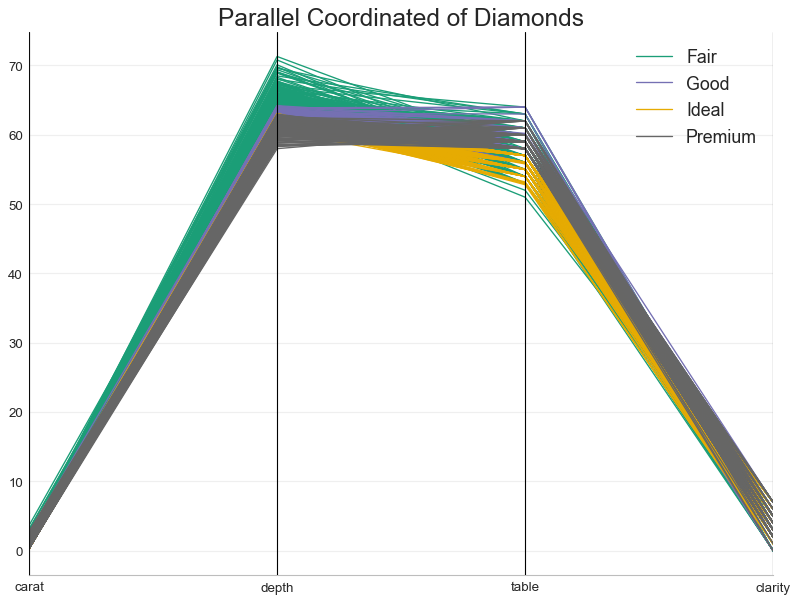 Parallel Coordinated of Diamonds
Fair
Good
Ideal
Premium
70
60
50
40
30
20
10
0
carat depth table clarity